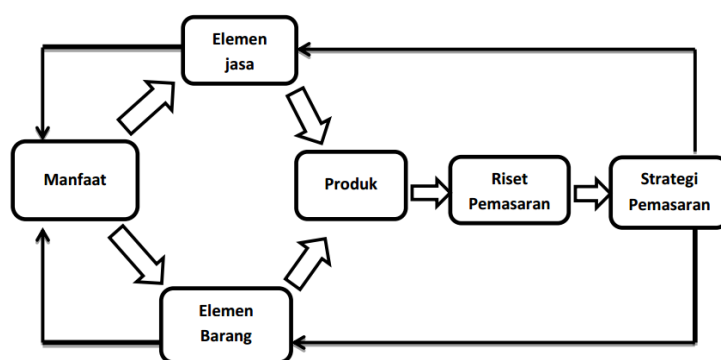 Elemen
jasa
Manfaat
Produk
Riset
Pemasaran
Strategi
Pemasaran
Elemen
Barang